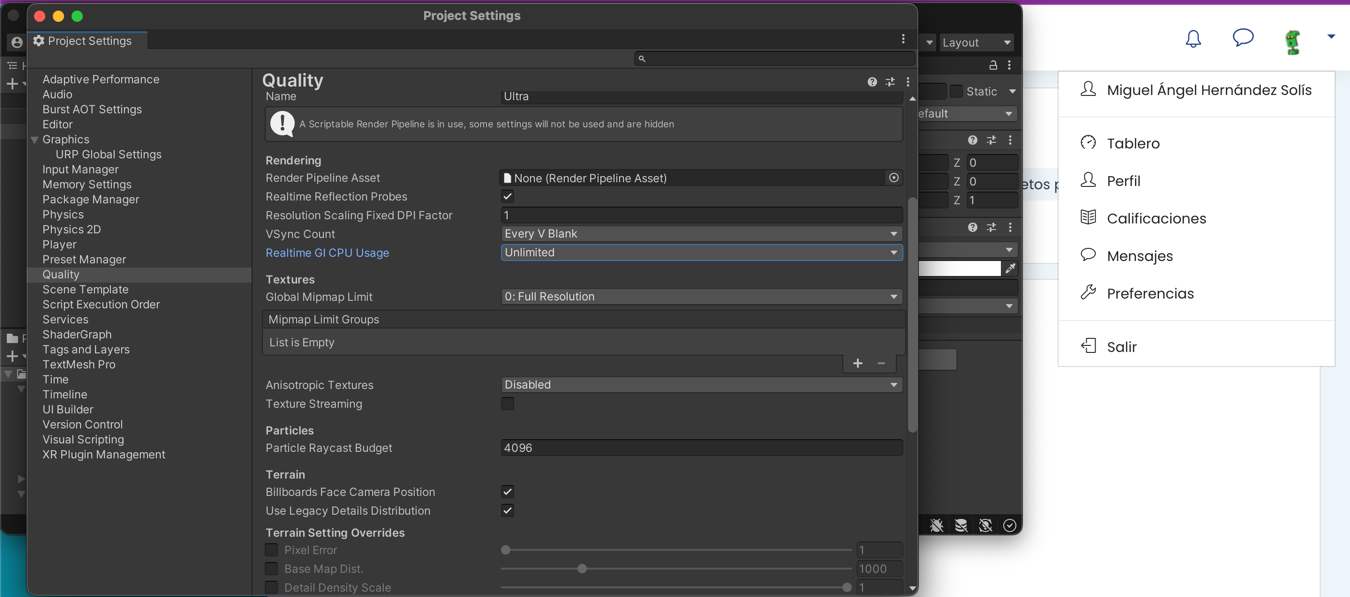 Project Settings
Project Settings
Layout
Adaptive Performance
Audio
Burst AOT Settings
Editor
Graphics
URP Global Settings
Input Manager
Memory Settings
Package Manager
Physics
Physics 2D
Player
Preset Manager
Quality
Scene Template
Script Execution Order
Services
ShaderGraph
Tags and Layers
TextMesh Pro
Time
Timeline
UI Builder
Version Control
Visual Scripting
XR Plugin Management
Quality
Name Ultra
A Scriptable Render Pipeline is in use, some settings will not be used and are hidden
Rendering
Render Pipeline Asset None (Render Pipeline Asset)
Realtime Reflection Probes
Resolution Scaling Fixed DPI Factor 1
VSync Count Every V Blank
Realtime GI CPU Usage Unlimited
Textures
Global Mipmap Limit 0: Full Resolution
Mipmap Limit Groups
List is Empty
Anisotropic Textures Disabled
Texture Streaming
Particles
Particle Raycast Budget 4096
Terrain
Billboards Face Camera Position
Use Legacy Details Distribution
Terrain Setting Overrides
Pixel Error 1
Base Map Dist. 1000
Detail Density Scale 1
Static
efault
Z 0
Z 0
Z 1
etos p
Miguel Ángel Hernández Solís
Tablero
Perfil
Calificaciones
Mensajes
Preferencias
Salir